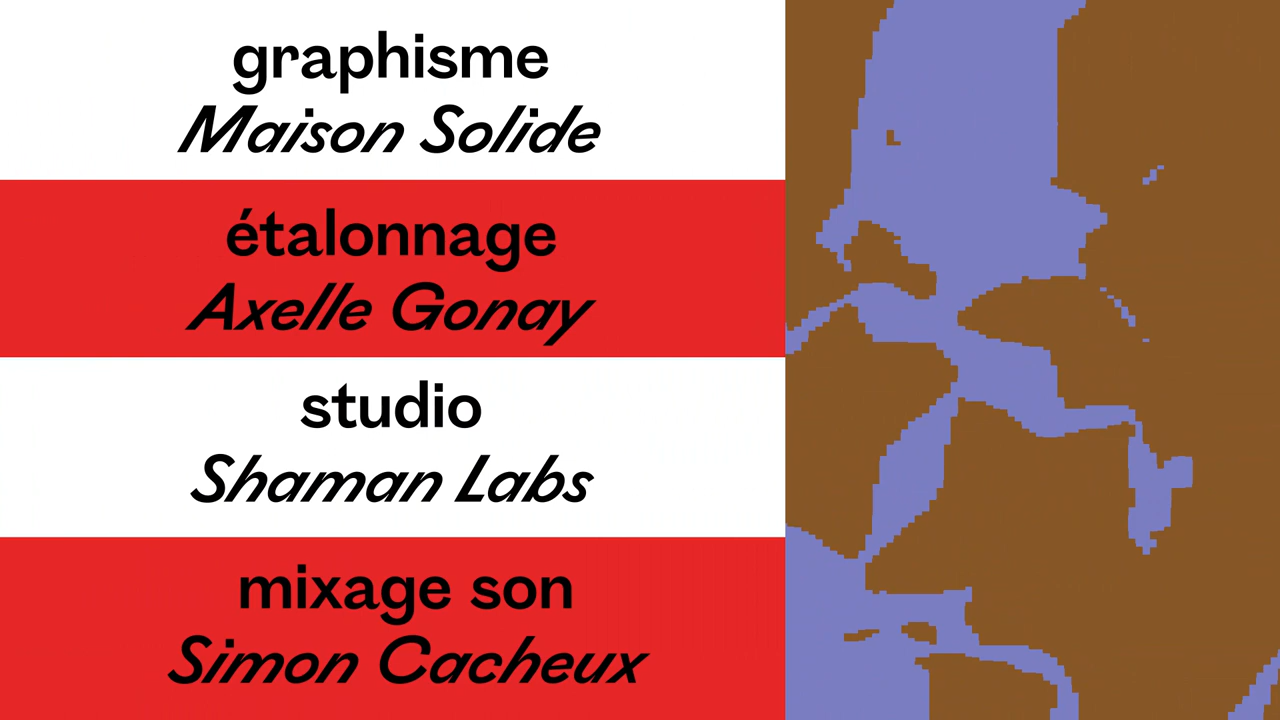 graphisme
Maison Solide
étalonnage
Axelle Gonay
studio
Shaman Labs
mixage son
Simon Cacheux